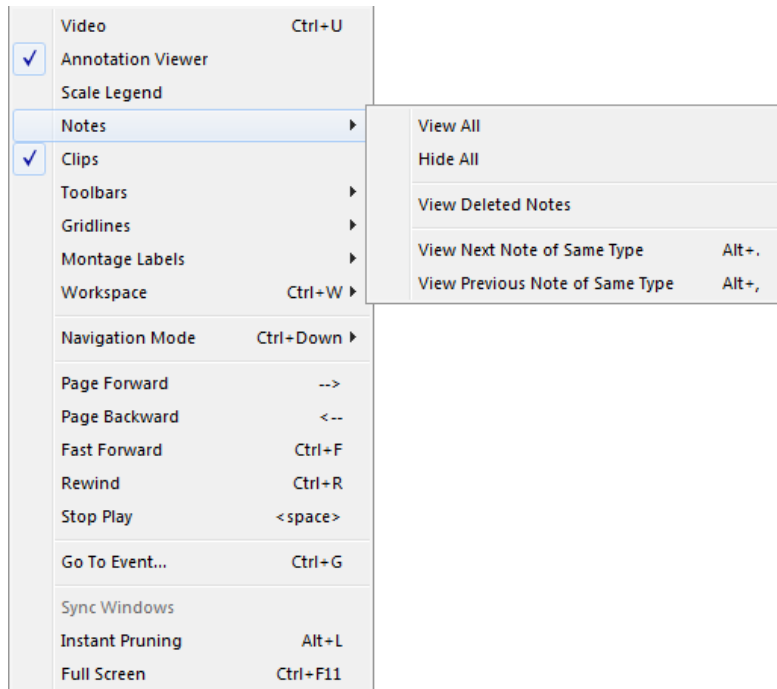 Video Ctrl+U
Annotation Viewer
Scale Legend
Notes
Clips
Toolbars
Gridlines
Montage Labels
Workspace Ctrl+W
Navigation Mode Ctrl+Down
Page Forward -->
Page Backward <--
Fast Forward Ctrl+F
Rewind Ctrl+R
Stop Play <space>
Go To Event... Ctrl+G
Sync Windows
Instant Pruning Alt+L
Full Screen Ctrl+F11
View All
Hide All
View Deleted Notes
View Next Note of Same Type Alt+.
View Previous Note of Same Type Alt+,